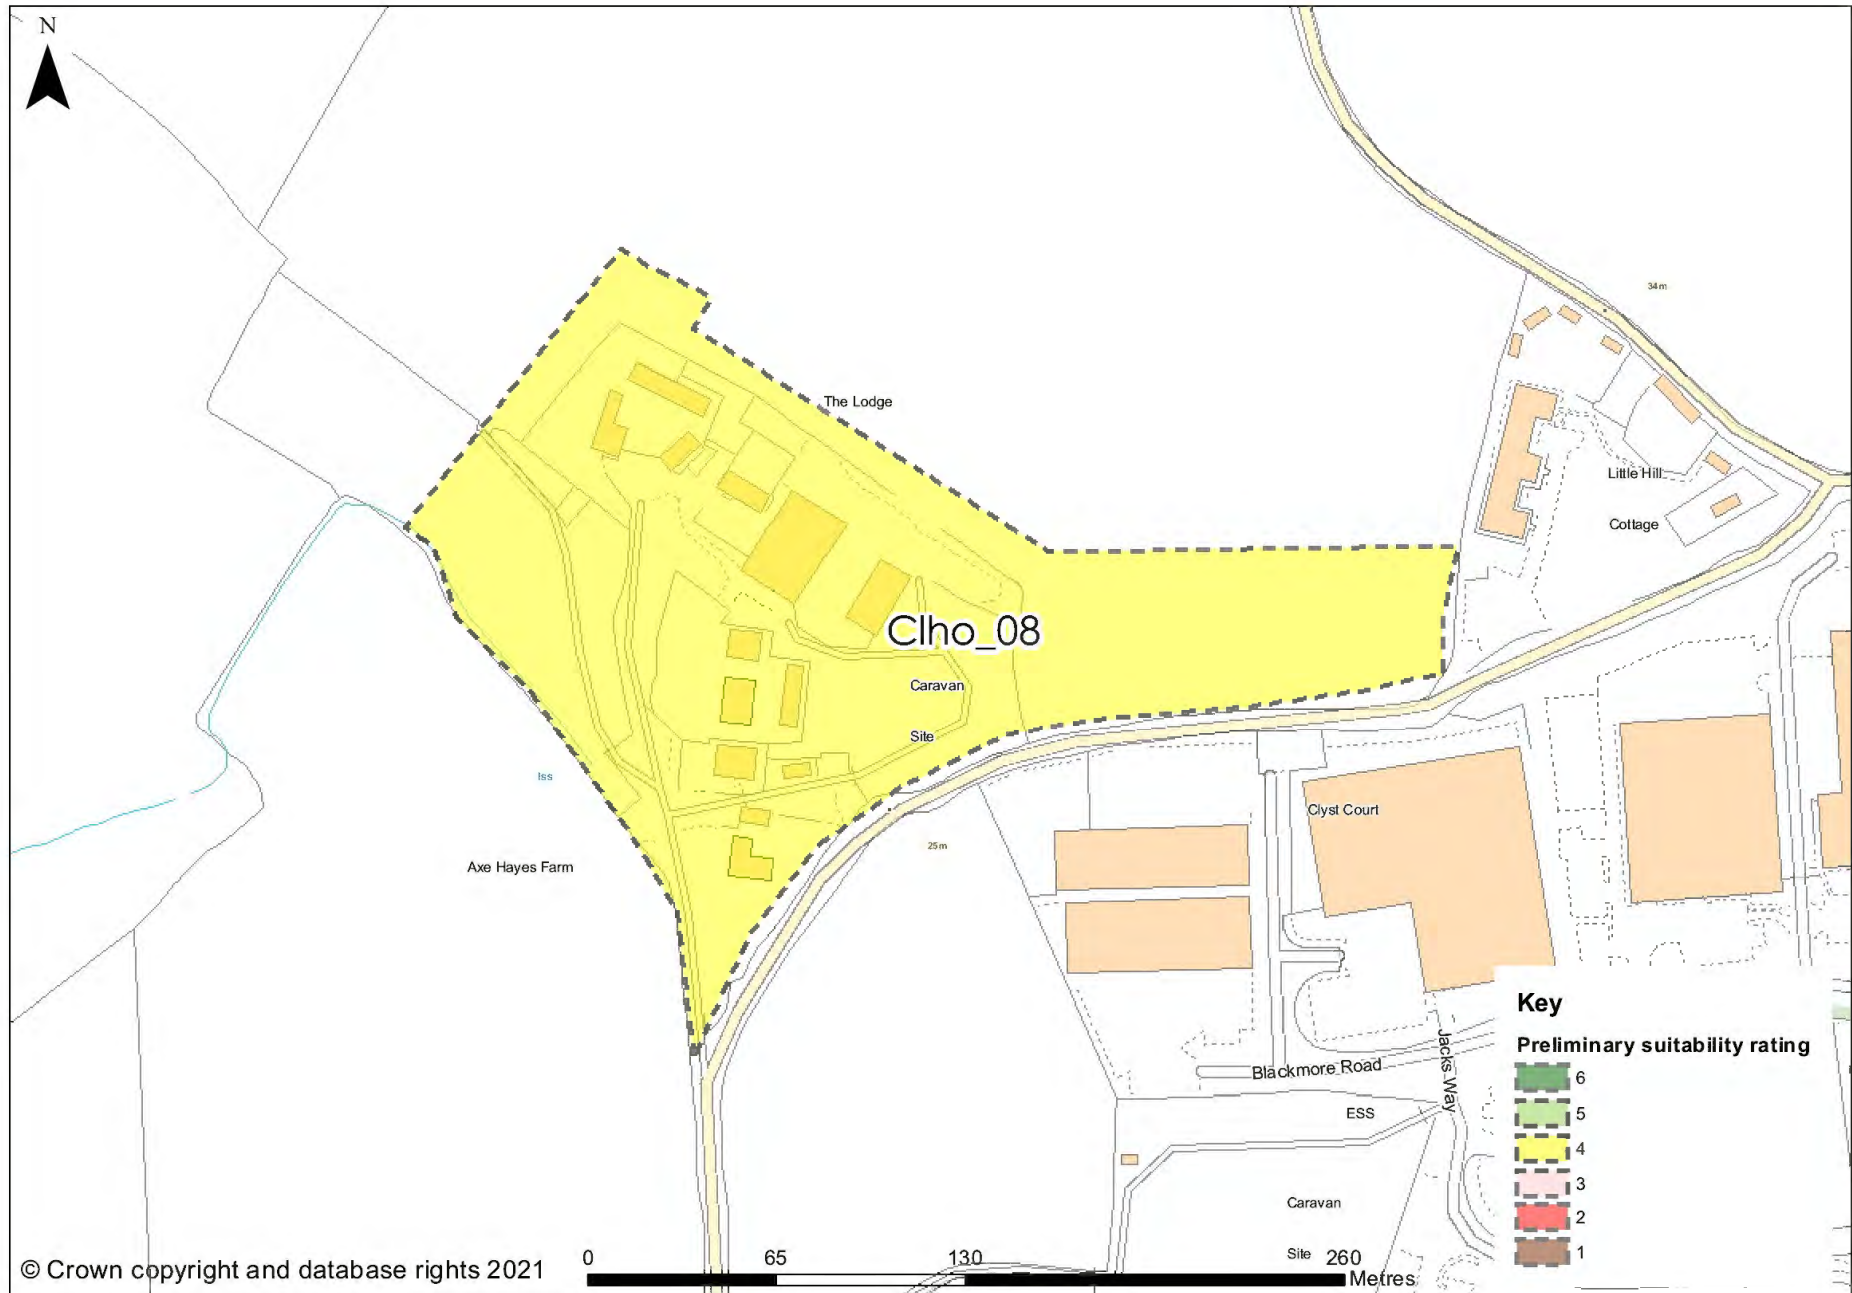 N
34m
The Lodge
Little Hill
Cottage
Clho_08
Caravan
Site
Iss
Clyst Court
25m
Axe Hayes Farm
Key
Preliminary suitability rating
6
5
4
3
2
1
Jacks Way
Blackmore Road
ESS
Caravan
Site
0 65 130 260
Metres
© Crown copyright and database rights 2021